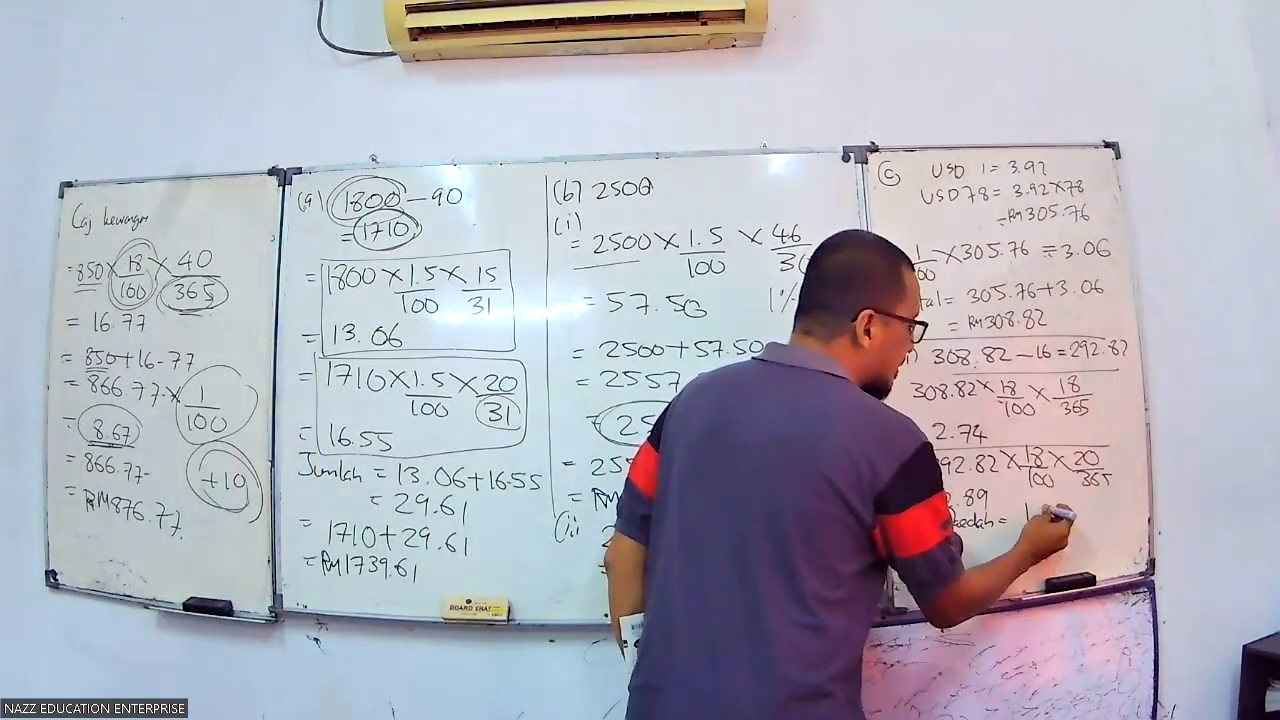 Caj kewangan
= 850 × 18/100 × 40/365
= 16.77
= 850+16.77
= 866.77 × 1/100
= 8.67
= 866.77
+10
= RM876.77
(a) 1800 - 90
= 1710
= 1800 × 1.5/100 × 15/31
= 13.06
= 1710 × 1.5/100 × 20/31
= 16.55
Jumlah = 13.06+16.55
= 29.61
= 1710+29.61
= RM1739.61
BOARD ERAT
(b) 2500
(i)
= 2500 × 1.5/100 × 46/
= 57.50
= 2500+57.50
= 2557
= 25
= 25
= RM
(ii)
(c) USD 1 = 3.92
USD 78 = 3.92×78
= RM305.76
1/100 × 305.76 = 3.06
= 305.76+3.06
= RM308.82
308.82 - 16 = 292.82
308.82 × 18/100 × 18/365
2.74
92.82 × 18/100 × 20/365
.89
=
NAZZ EDUCATION ENTERPRISE